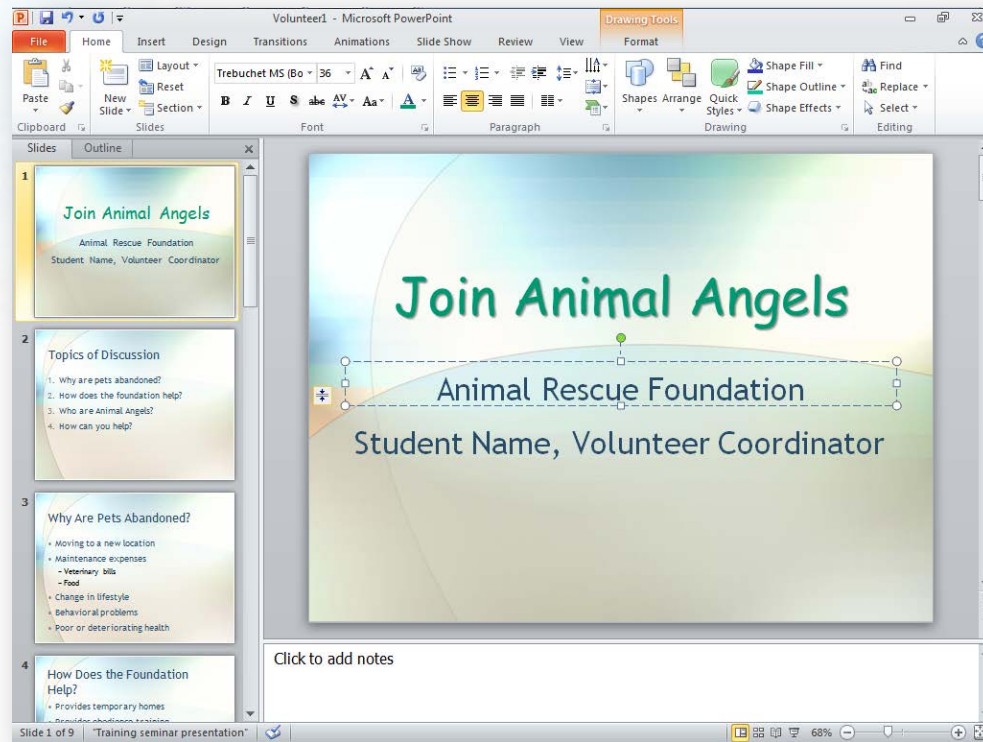 Volunteer1 - Microsoft PowerPoint
Drawing Tools
File Home Insert Design Transitions Animations Slide Show Review View Format
Paste
New Slide
Layout
Reset
Section
Trebuchet MS (Bo 36
B I U S abc AV Aa A
Shapes Arrange Quick Styles
Shape Fill
Shape Outline
Shape Effects
Find
Replace
Select
Clipboard Slides Font Paragraph Drawing Editing
Slides Outline
1
Join Animal Angels
Animal Rescue Foundation
Student Name, Volunteer Coordinator
2
Topics of Discussion
1. Why are pets abandoned?
2. How does the foundation help?
3. Who are Animal Angels?
4. How can you help?
3
Why Are Pets Abandoned?
• Moving to a new location
• Maintenance expenses
– Veterinary bills
– Food
• Change in lifestyle
• Behavioral problems
• Poor or deteriorating health
4
How Does the Foundation
Help?
• Provides temporary homes
• Provides obedience training
Join Animal Angels
Animal Rescue Foundation
Student Name, Volunteer Coordinator
Click to add notes
Slide 1 of 9 "Training seminar presentation" 68%